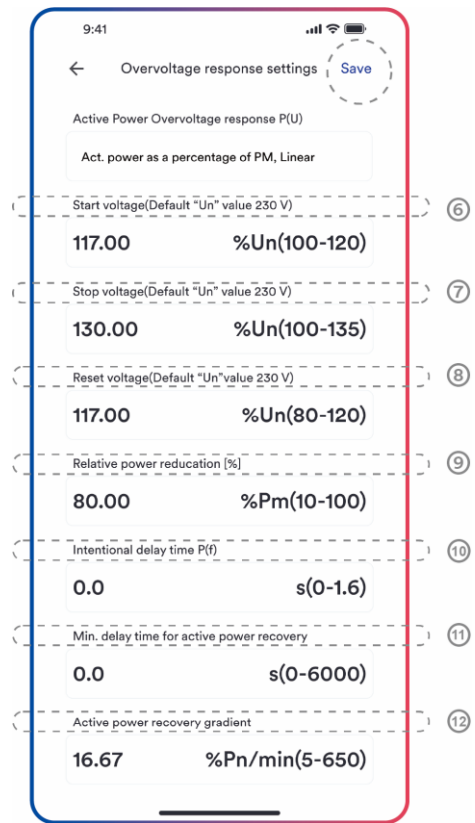 9:41
Overvoltage response settings Save
Active Power Overvoltage response P(U)
Act. power as a percentage of PM, Linear
Start voltage(Default “Un” value 230 V)
⑥
117.00 %Un(100-120)
Stop voltage(Default “Un” value 230 V)
⑦
130.00 %Un(100-135)
Reset voltage(Default “Un”value 230 V)
⑧
117.00 %Un(80-120)
Relative power reducation [%]
⑨
80.00 %Pm(10-100)
Intentional delay time P(f)
⑩
0.0 s(0-1.6)
Min. delay time for active power recovery
⑪
0.0 s(0-6000)
Active power recovery gradient
⑫
16.67 %Pn/min(5-650)